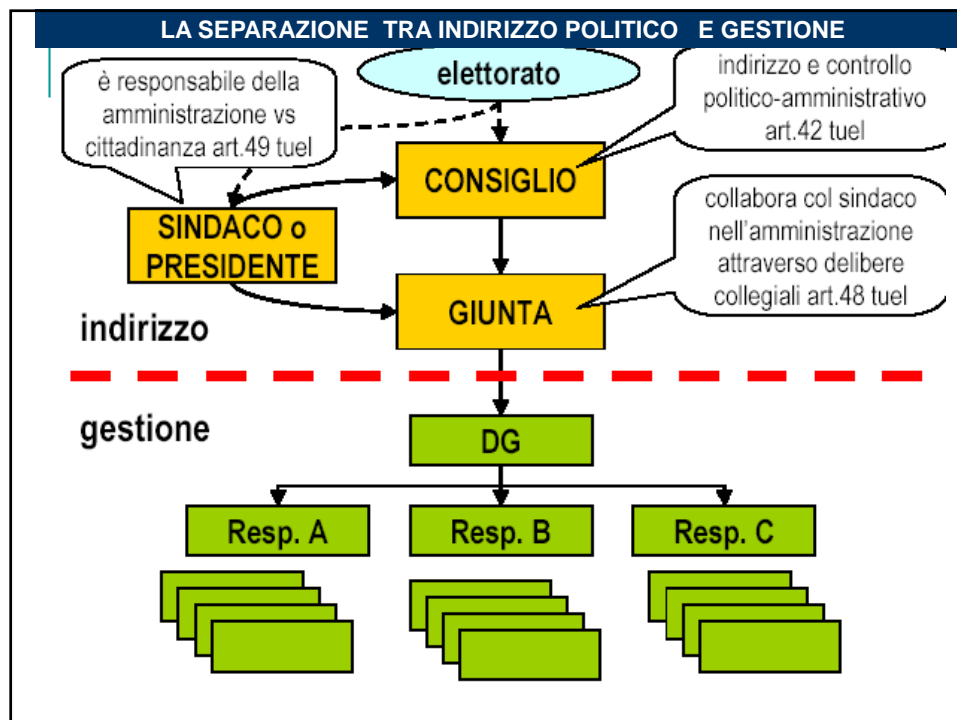 LA SEPARAZIONE TRA INDIRIZZO POLITICO E GESTIONE
elettorato
è responsabile della
amministrazione vs
cittadinanza art.49 tuel
indirizzo e controllo
politico-amministrativo
art.42 tuel
CONSIGLIO
SINDACO o
PRESIDENTE
collabora col sindaco
nell'amministrazione
attraverso delibere
collegiali art.48 tuel
GIUNTA
indirizzo
gestione
DG
Resp. A
Resp. B
Resp. C